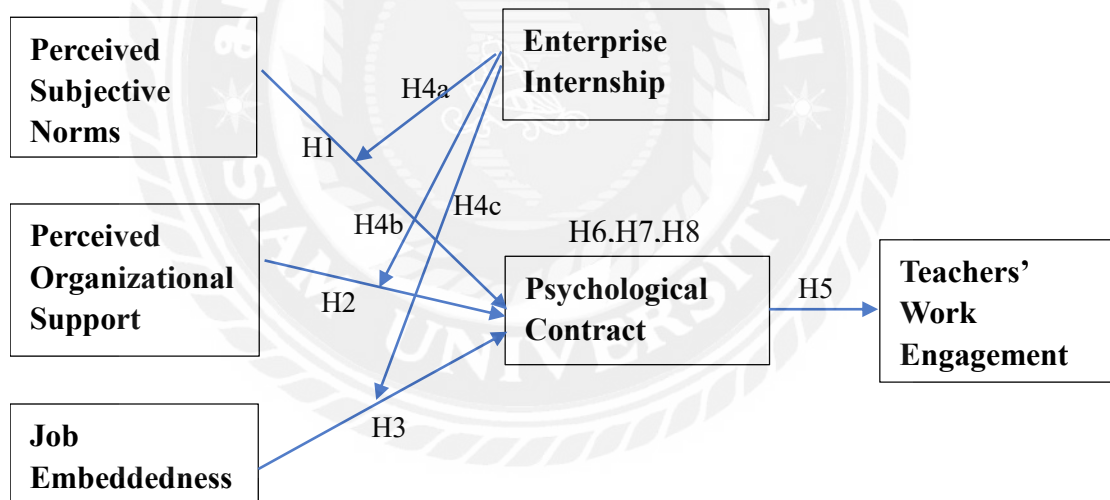 Perceived
Subjective
Norms
Enterprise
Internship
H4a
H1
H4b
H4c
Perceived
Organizational
Support
H2
H6,H7,H8
Psychological
Contract
H5
Teachers’
Work
Engagement
H3
Job
Embeddedness
UNIVERSITY